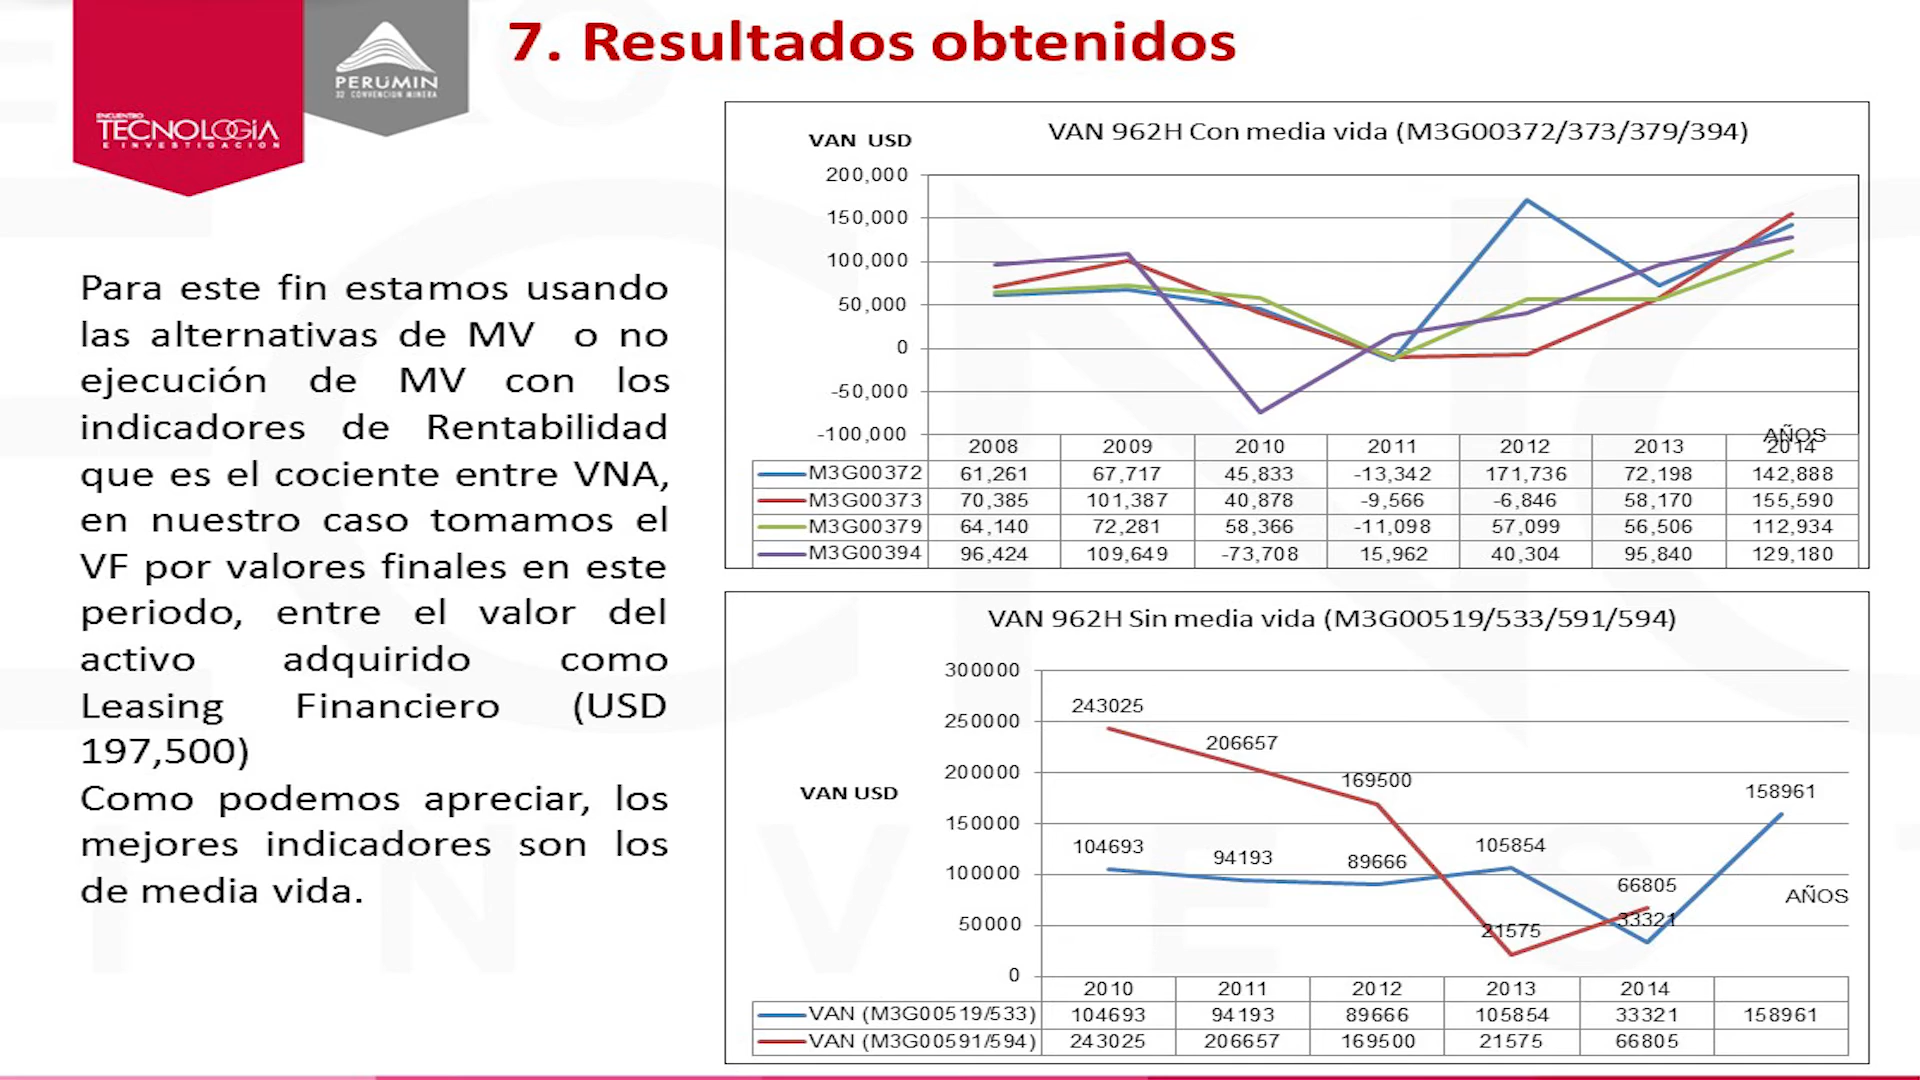 7. Resultados obtenidos
ENCUENTRO
TECNOLOGÍA
E INVESTIGACIÓN
PERÚMIN
32 CONVENCIÓN MINERA
Para este fin estamos usando
las alternativas de MV o no
ejecución de MV con los
indicadores de Rentabilidad
que es el cociente entre VNA,
en nuestro caso tomamos el
VF por valores finales en este
periodo, entre el valor del
activo adquirido como
Leasing Financiero (USD
197,500)
Como podemos apreciar, los
mejores indicadores son los
de media vida.
VAN 962H Con media vida (M3G00372/373/379/394)
VAN USD
200,000
150,000
100,000
50,000
0
-50,000
-100,000
AÑOS
2008 2009 2010 2011 2012 2013 2014
M3G00372 61,261 67,717 45,833 -13,342 171,736 72,198 142,888
M3G00373 70,385 101,387 40,878 -9,566 -6,846 58,170 155,590
M3G00379 64,140 72,281 58,366 -11,098 57,099 56,506 112,934
M3G00394 96,424 109,649 -73,708 15,962 40,304 95,840 129,180
VAN 962H Sin media vida (M3G00519/533/591/594)
VAN USD
300000
250000
200000
150000
100000
50000
0
243025
206657
169500
158961
104693
94193
89666
105854
66805
33321
21575
AÑOS
2010 2011 2012 2013 2014
VAN (M3G00519/533) 104693 94193 89666 105854 33321 158961
VAN (M3G00591/594) 243025 206657 169500 21575 66805